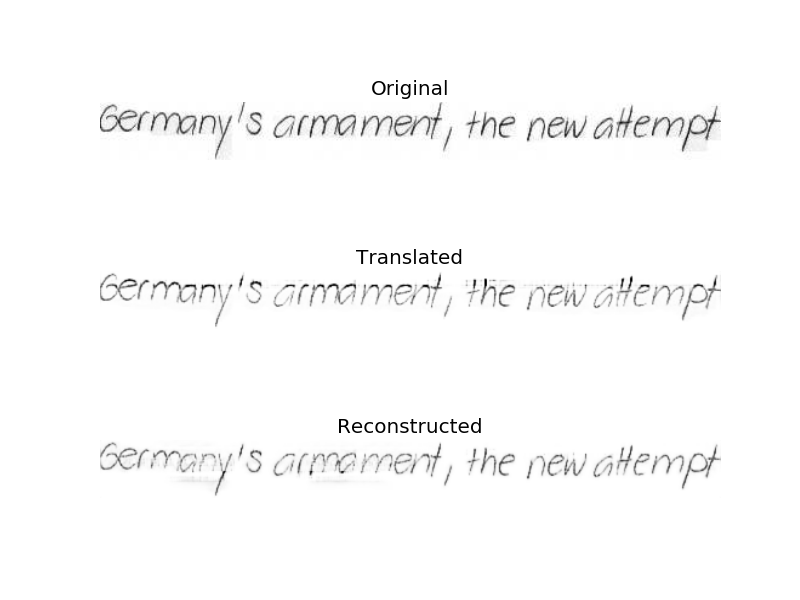 Original
Germany's armament, the new attempt
Translated
Germany's armament, the new attempt
Reconstructed
Germany's armament, the new attempt